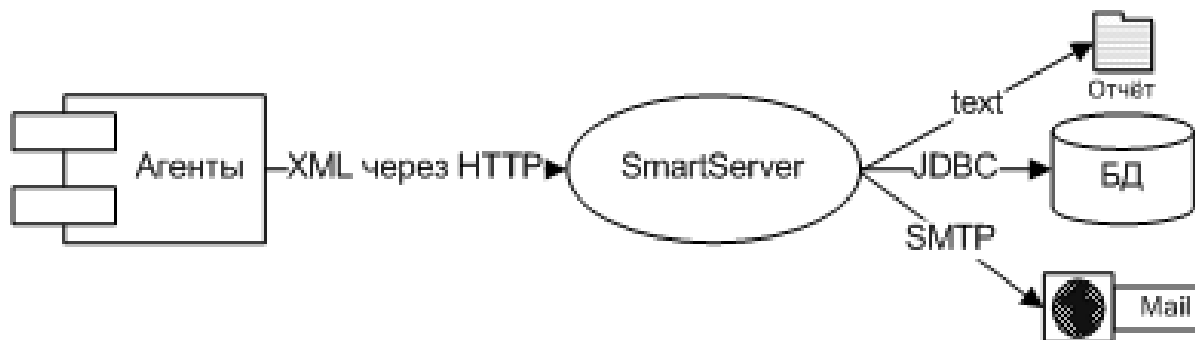 Отчёт
text
Агенты
XML через HTTP
SmartServer
JDBC
БД
SMTP
Mail